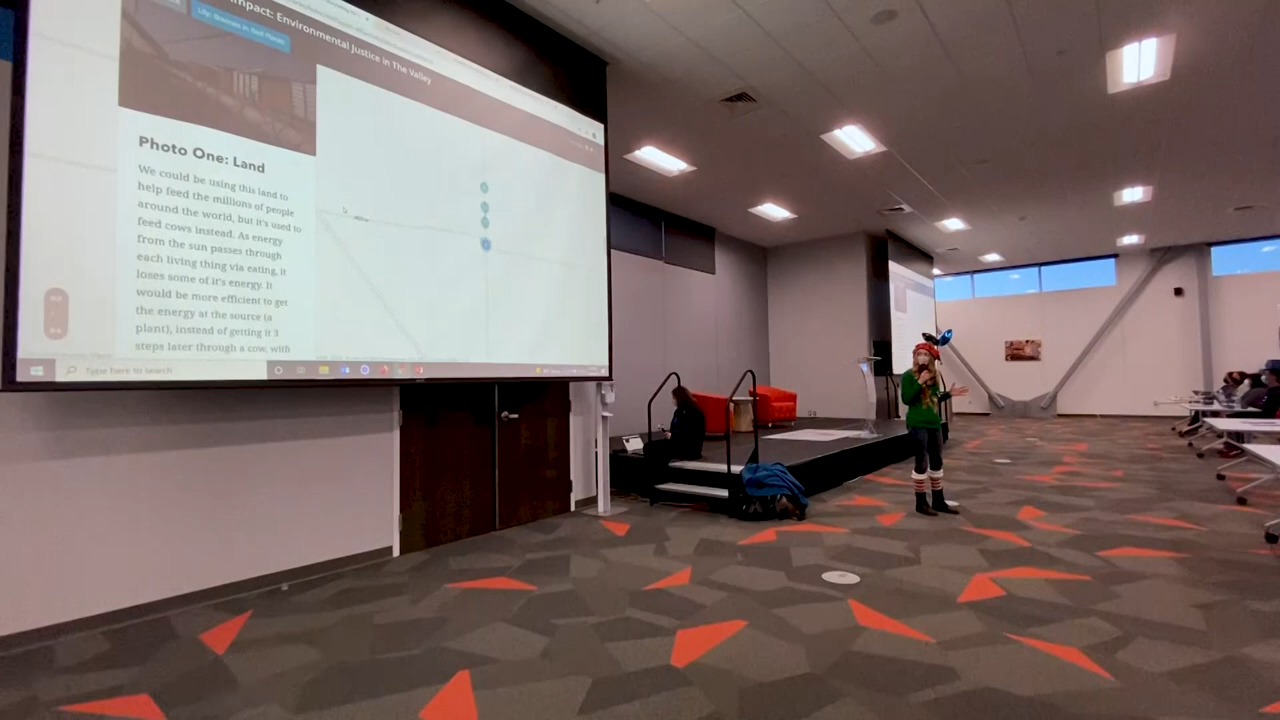 Impact: Environmental Justice in The Valley
Photo One: Land
We could be using this land to
help feed the millions of people
around the world, but it's used to
feed cows instead. As energy
from the sun passes through
each living thing via eating, it
loses some of it's energy. It
would be more efficient to get
the energy at the source (a
plant), instead of getting it 3
steps later through a cow, with
Type here to search